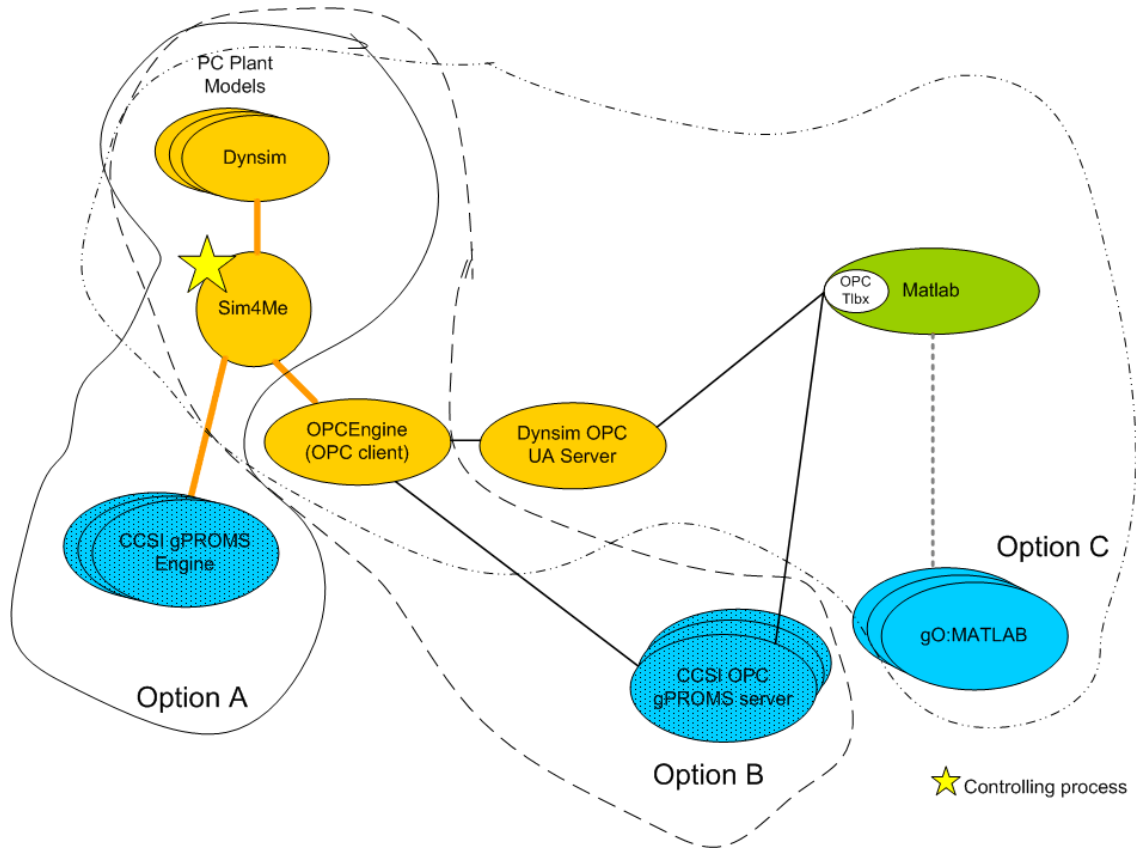 PC Plant
Models
Dynsim
Sim4Me
OPC
Tlbx
Matlab
OPCEngine
(OPC client)
Dynsim OPC
UA Server
CCSI gPROMS
Engine
Option C
gO:MATLAB
CCSI OPC
gPROMS server
Option A
Option B
Controlling process